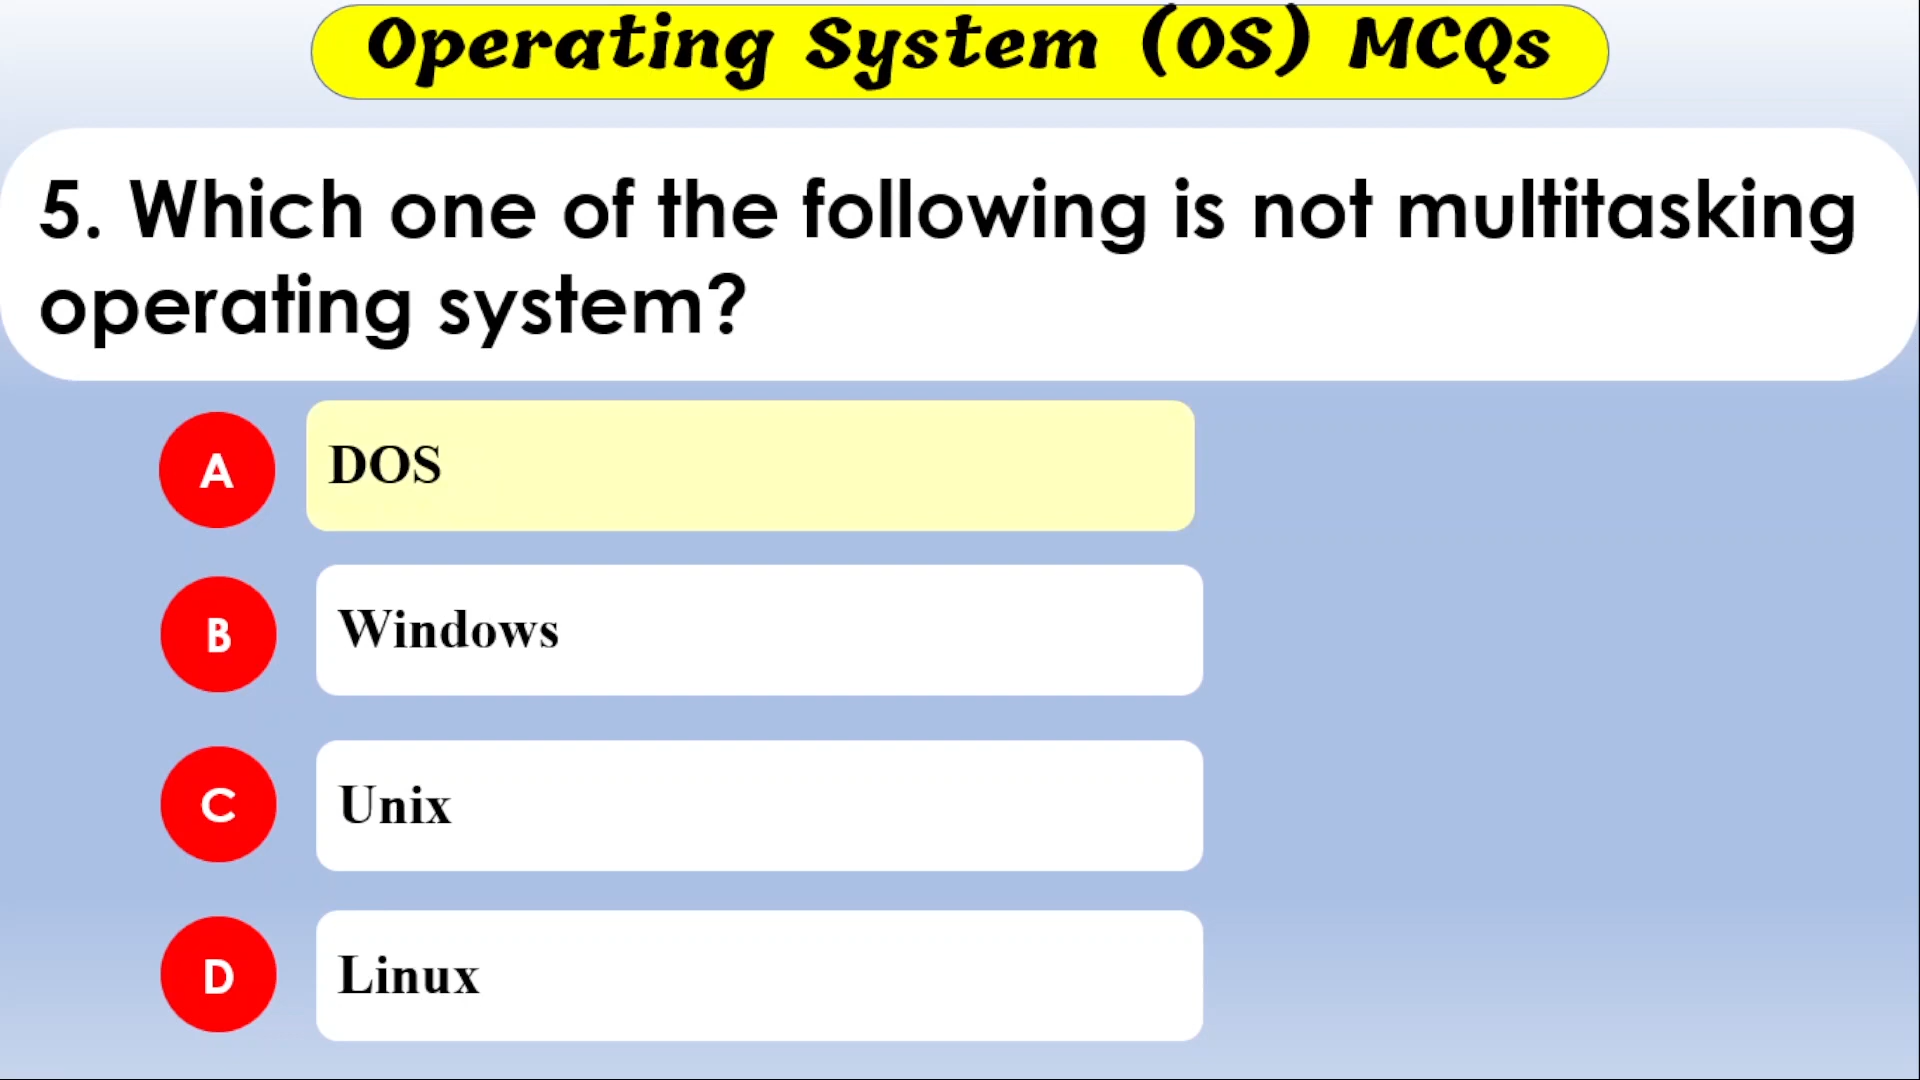 Operating System (OS) MCQs
5. Which one of the following is not multitasking
operating system?
A
DOS
B
Windows
C
Unix
D
Linux